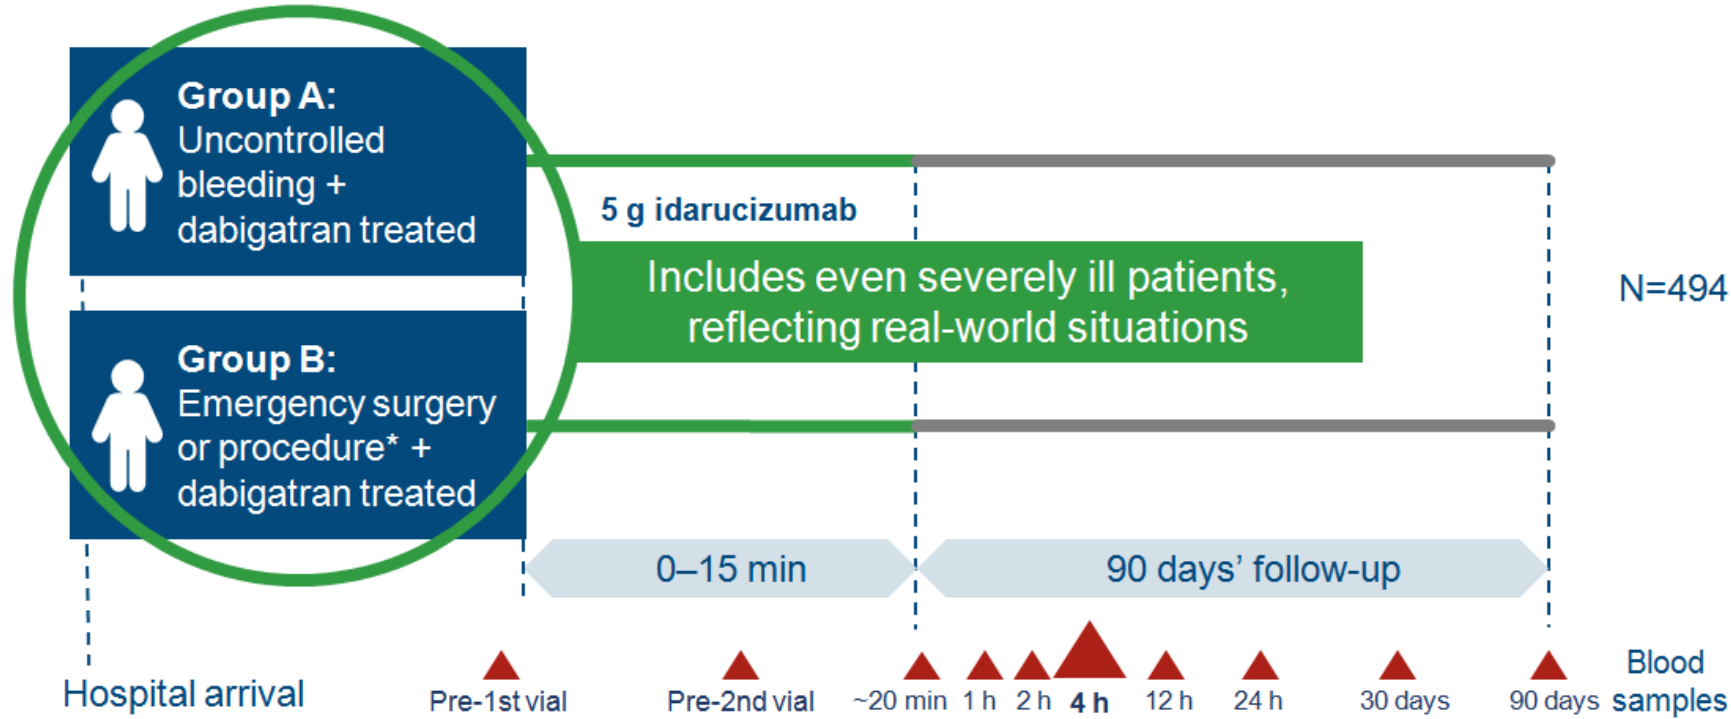 Group A:
Uncontrolled
bleeding +
dabigatran treated
5 g idarucizumab
Includes even severely ill patients,
reflecting real-world situations
N=494
Group B:
Emergency surgery
or procedure* +
dabigatran treated
0–15 min
90 days’ follow-up
Hospital arrival
Pre-1st vial
Pre-2nd vial
~20 min
1 h
2 h
4 h
12 h
24 h
30 days
90 days
Blood
samples